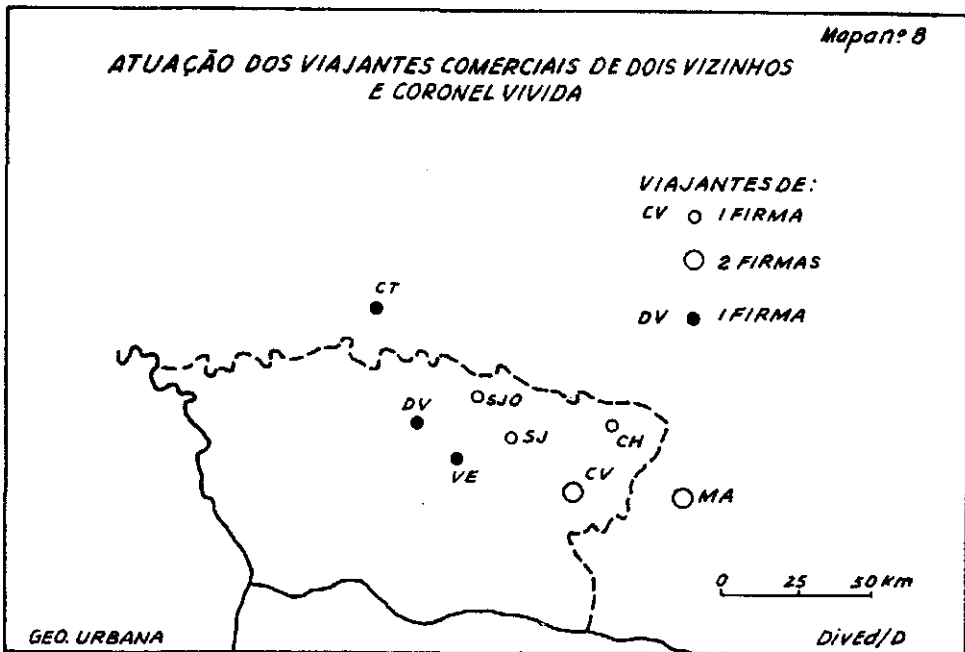 Mapa nº 8
ATUAÇÃO DOS VIAJANTES COMERCIAIS DE DOIS VIZINHOS
E CORONEL VIVIDA
VIAJANTES DE:
CV 1 FIRMA
2 FIRMAS
DV 1 FIRMA
CT
SJO
DV
SJ
CH
VE
CV
MA
0 25 50 Km
GEO. URBANA
DivEd/D